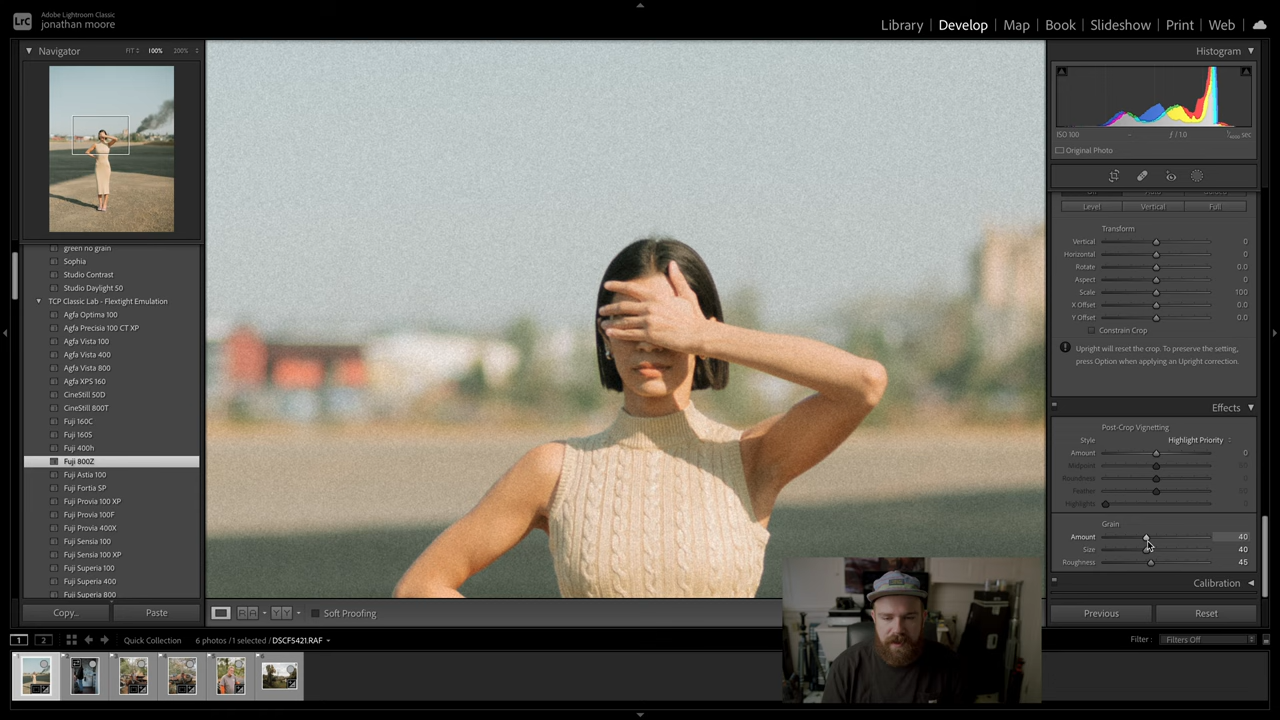 LrC
Adobe Lightroom Classic
jonathan moore
Library | Develop | Map | Book | Slideshow | Print | Web
Navigator
FIT
100%
200%
green no grain
Sophia
Studio Contrast
Studio Daylight 50
TCP Classic Lab - Flextight Emulation
Agfa Optima 100
Agfa Precisia 100 CT XP
Agfa Vista 100
Agfa Vista 400
Agfa Vista 800
Agfa XPS 160
CineStill 50D
CineStill 800T
Fuji 160C
Fuji 160S
Fuji 400h
Fuji 800Z
Fuji Astia 100
Fuji Fortia SP
Fuji Provia 100 XP
Fuji Provia 100F
Fuji Provia 400X
Fuji Sensia 100
Fuji Sensia 100 XP
Fuji Superia 100
Fuji Superia 400
Fuji Superia 800
Copy...
Paste
Soft Proofing
Histogram
ISO 100
ƒ / 1.0
sec
Original Photo
Level
Vertical
Full
Transform
Vertical 0
Horizontal 0
Rotate 0.0
Aspect 0
Scale 100
X Offset 0.0
Y Offset 0.0
Constrain Crop
Upright will reset the crop. To preserve the setting,
press Option when applying an Upright correction.
Effects
Post-Crop Vignetting
Style Highlight Priority
Amount 0
Midpoint
Roundness
Feather
Highlights
Grain
Amount 40
Size 40
Roughness 45
Calibration
Previous
Reset
1
2
Quick Collection
6 photos / 1 selected / DSCF5421.RAF
Filter :
Filters Off